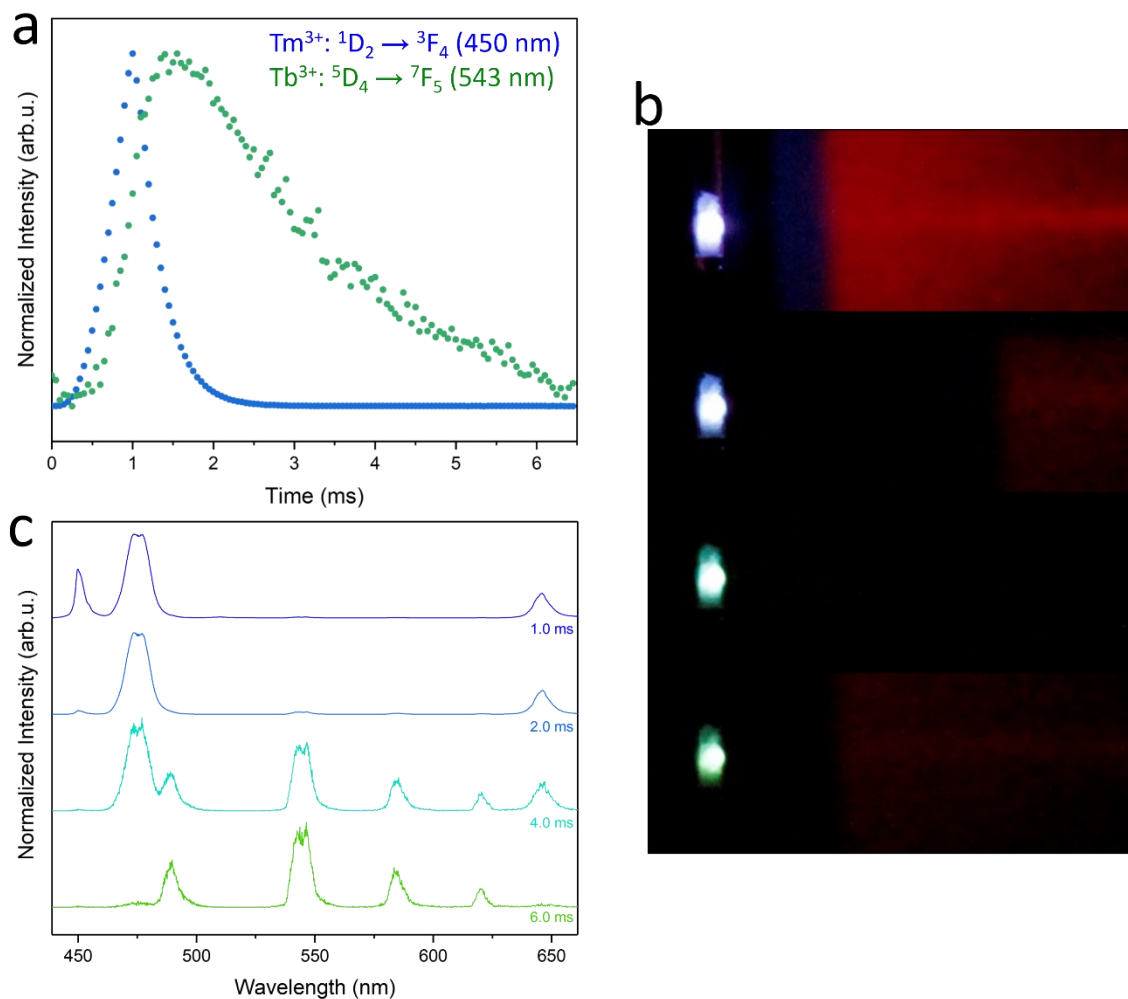 a
Tm³⁺: ¹D₂ → ³F₄ (450 nm)
Tb³⁺: ⁵D₄ → ⁷F₅ (543 nm)
Normalized Intensity (arb.u.)
0 1 2 3 4 5 6
Time (ms)
b
c
1.0 ms
2.0 ms
4.0 ms
6.0 ms
Normalized Intensity (arb.u.)
450 500 550 600 650
Wavelength (nm)